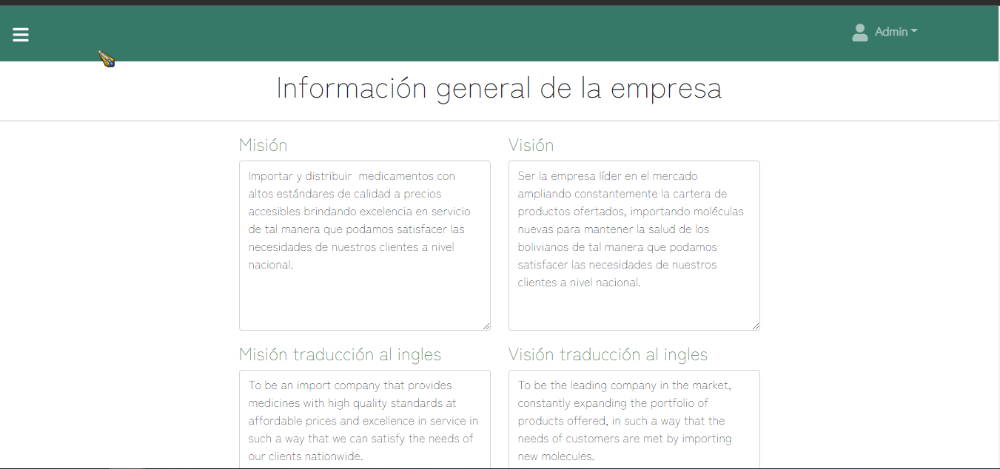 Admin
Información general de la empresa
Misión
Importar y distribuir  medicamentos con
altos estándares de calidad a precios
accesibles brindando excelencia en servicio
de tal manera que podamos satisfacer las
necesidades de nuestros clientes a nivel
nacional.
Visión
Ser la empresa líder en el mercado
ampliando constantemente la cartera de
productos ofertados, importando moléculas
nuevas para mantener la salud de los
bolivianos de tal manera que podamos
satisfacer las necesidades de nuestros
clientes a nivel nacional.
Misión traducción al ingles
To be an import company that provides
medicines with high quality standards at
affordable prices and excellence in service in
such a way that we can satisfy the needs of
our clients nationwide.
Visión traducción al ingles
To be the leading company in the market,
constantly expanding the portfolio of
products offered, in such a way that the
needs of customers are met by importing
new molecules.